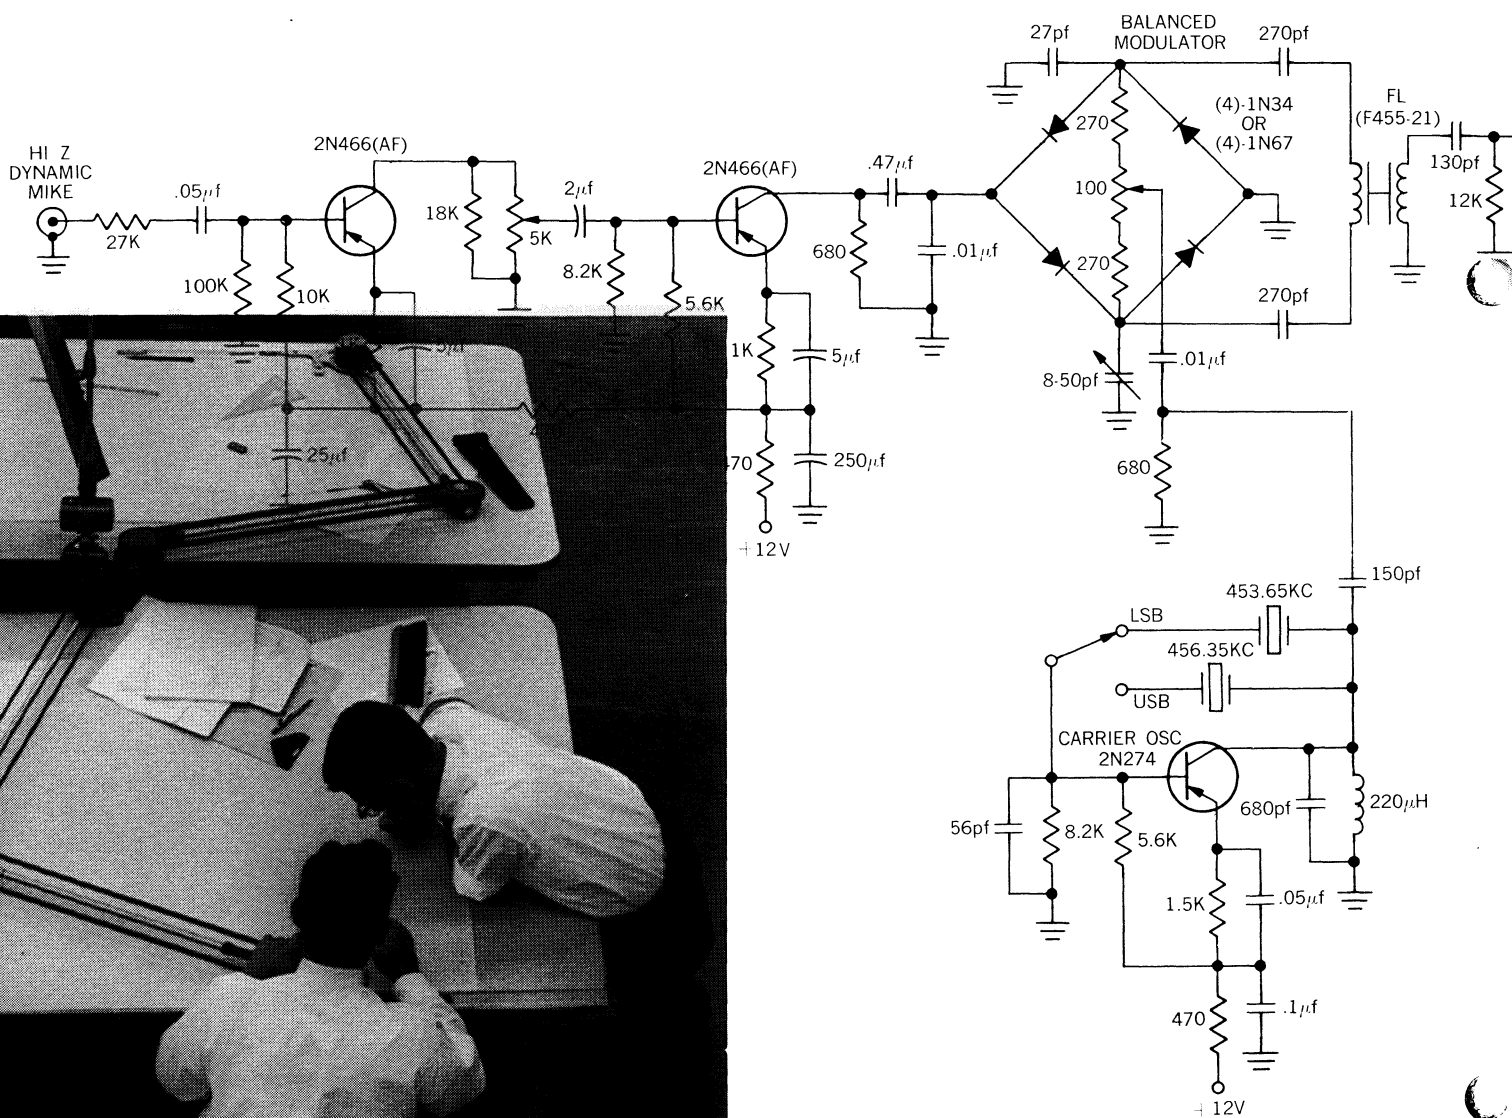 BALANCED
MODULATOR
27pf
270pf
(4)-1N34
OR
(4)-1N67
FL
(F455-21)
130pf
12K
HI Z
DYNAMIC
MIKE
27K
.05μf
100K
10K
2N466(AF)
18K
5K
2μf
8.2K
5.6K
2N466(AF)
680
.47μf
.01μf
270
100
270
270pf
1K
5μf
5μf
25μf
470
250μf
+12V
8-50pf
.01μf
680
150pf
LSB
453.65KC
456.35KC
USB
CARRIER OSC
2N274
56pf
8.2K
5.6K
680pf
220μH
1.5K
.05μf
470
.1μf
+12V